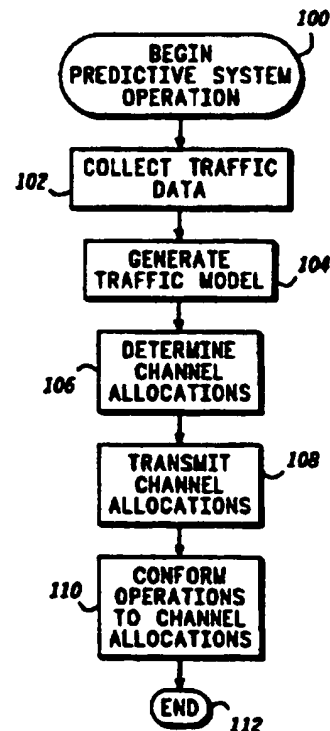 100
BEGIN
PREDICTIVE SYSTEM
OPERATION
102
COLLECT TRAFFIC
DATA
GENERATE
TRAFFIC MODEL
104
DETERMINE
CHANNEL
ALLOCATIONS
106
TRANSMIT
CHANNEL
ALLOCATIONS
108
110
CONFORM
OPERATIONS
TO CHANNEL
ALLOCATIONS
END
112